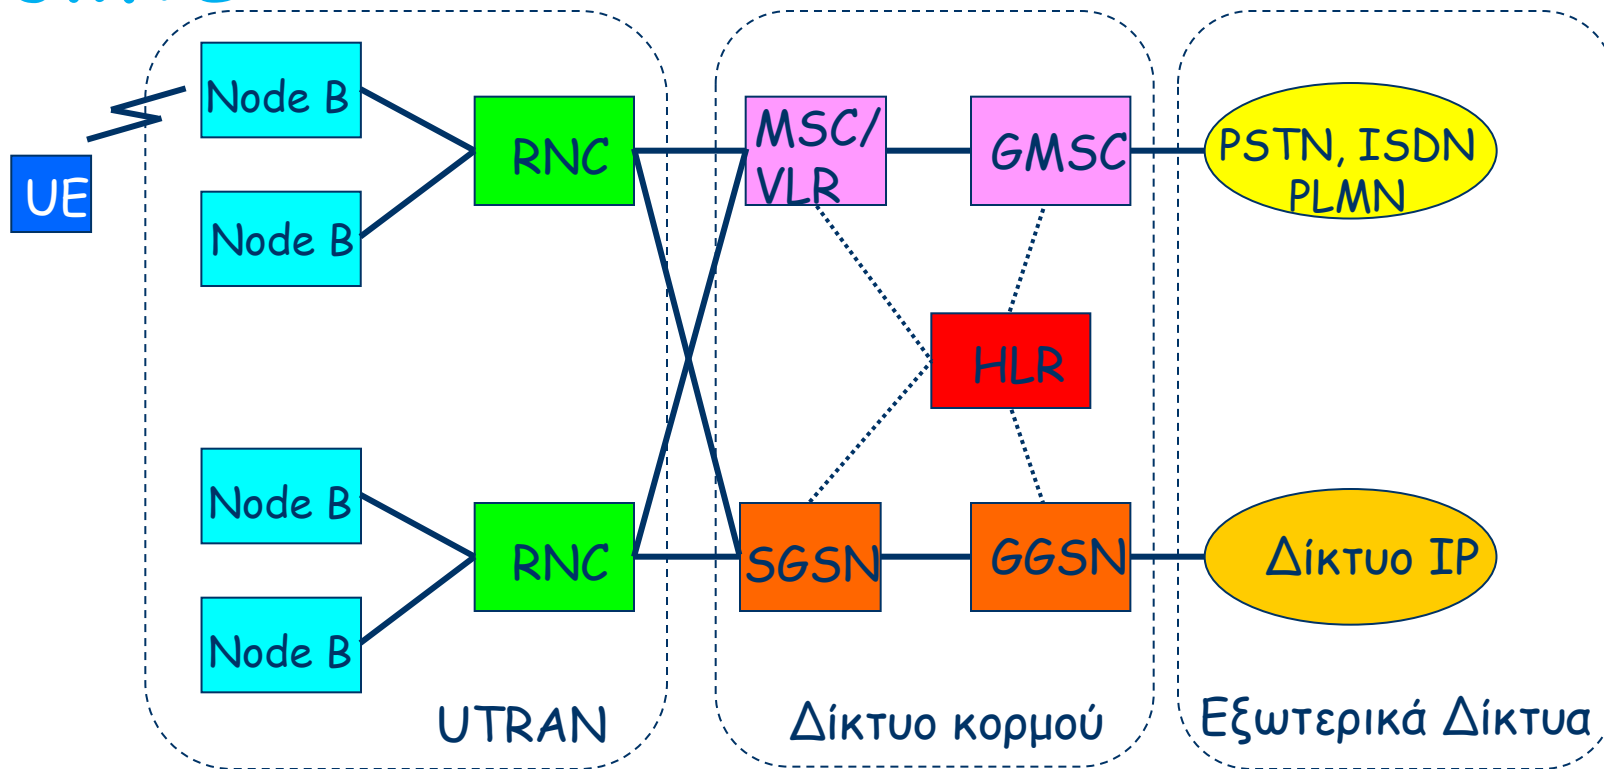 Node B
RNC
MSC/
VLR
GMSC
PSTN, ISDN
PLMN
UE
Node B
HLR
Node B
RNC
SGSN
GGSN
Δίκτυο IP
Node B
UTRAN
Δίκτυο κορμού
Εξωτερικά Δίκτυα